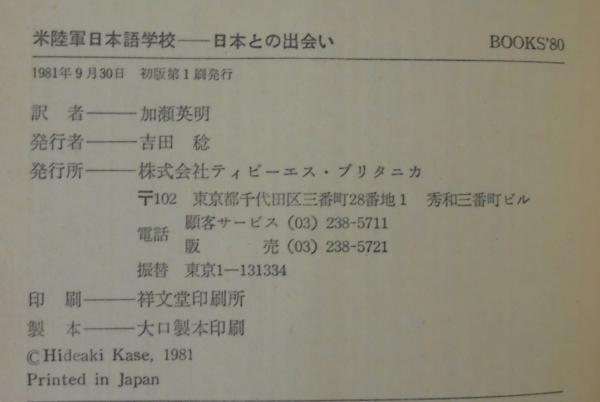 米陸軍日本語学校――日本との出会い BOOKS'80
1981年9月30日 初版第1刷発行
訳 者――加瀬英明
発行者――吉田 稔
発行所――株式会社ティビーエス・ブリタニカ
〒102 東京都千代田区三番町28番地1 秀和三番町ビル
電話 顧客サービス (03) 238-5711
販 売 (03) 238-5721
振替 東京1―131334
印 刷――祥文堂印刷所
製 本――大口製本印刷
©Hideaki Kase, 1981
Printed in Japan